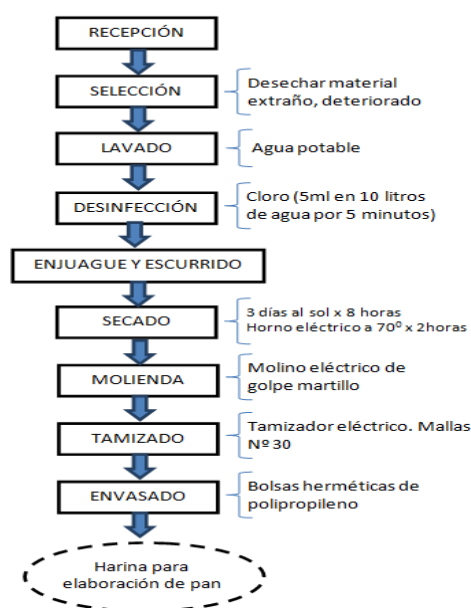 RECEPCIÓN
SELECCIÓN
Desechar material
extraño, deteriorado
LAVADO
Agua potable
DESINFECCIÓN
Cloro (5ml en 10 litros
de agua por 5 minutos)
ENJUAGUE Y ESCURRIDO
SECADO
3 días al sol x 8 horas
Horno eléctrico a 70⁰ x 2horas
MOLIENDA
Molino eléctrico de
golpe martillo
TAMIZADO
Tamizador eléctrico. Mallas
Nº 30
ENVASADO
Bolsas herméticas de
polipropileno
Harina para
elaboración de pan